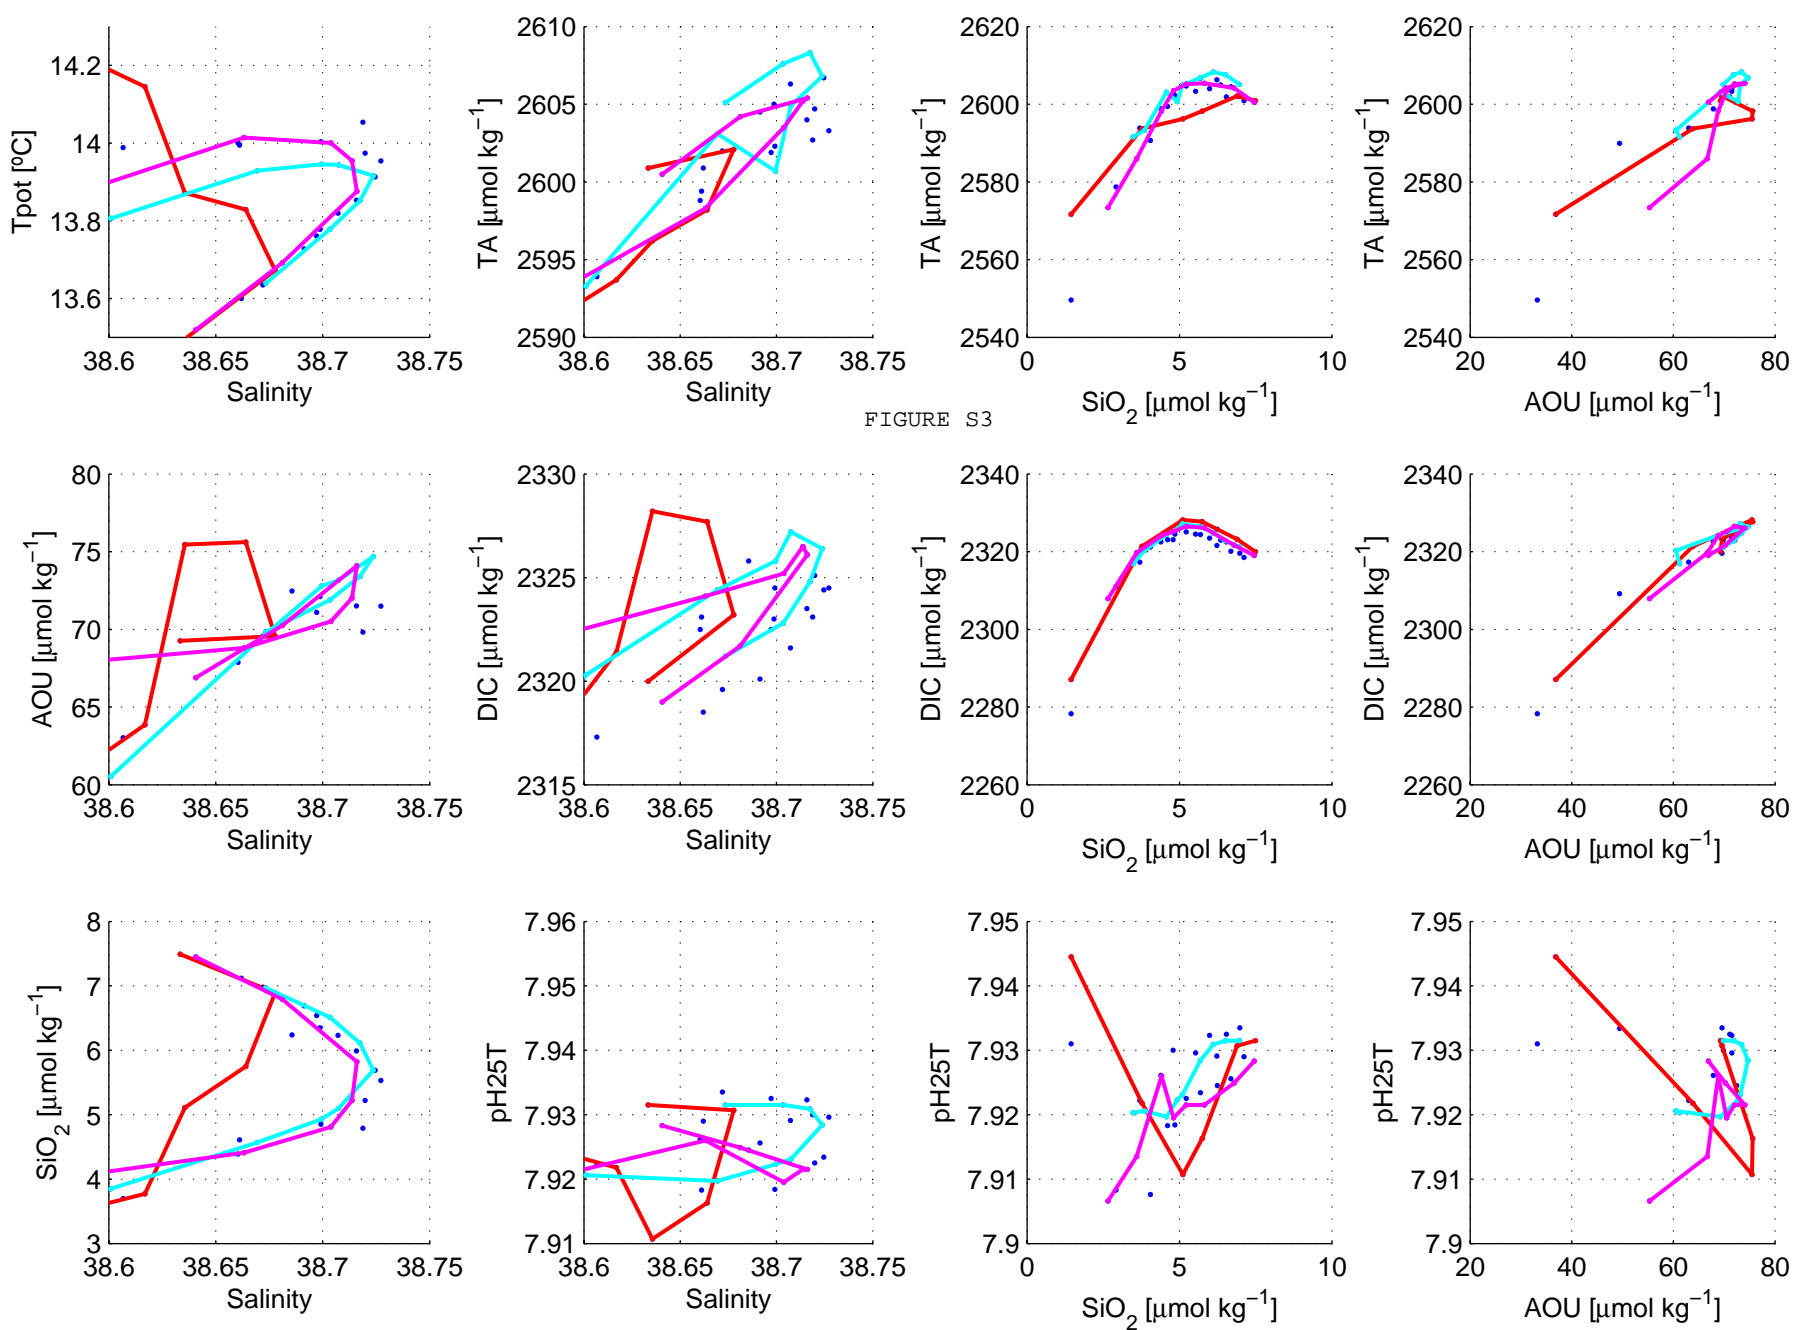 14.2
14
13.8
13.6
Tpot [ºC]
38.6 38.65 38.7 38.75
Salinity
2610
2605
2600
2595
2590
TA [μmol kg−1]
38.6 38.65 38.7 38.75
Salinity
2620
2600
2580
2560
2540
TA [μmol kg−1]
0 5 10
SiO2 [μmol kg−1]
2620
2600
2580
2560
2540
TA [μmol kg−1]
20 40 60 80
AOU [μmol kg−1]
FIGURE S3
80
75
70
65
60
AOU [μmol kg−1]
38.6 38.65 38.7 38.75
Salinity
2330
2325
2320
2315
DIC [μmol kg−1]
38.6 38.65 38.7 38.75
Salinity
2340
2320
2300
2280
2260
DIC [μmol kg−1]
0 5 10
SiO2 [μmol kg−1]
2340
2320
2300
2280
2260
DIC [μmol kg−1]
20 40 60 80
AOU [μmol kg−1]
8
7
6
5
4
3
SiO2 [μmol kg−1]
38.6 38.65 38.7 38.75
Salinity
7.96
7.95
7.94
7.93
7.92
7.91
pH25T
38.6 38.65 38.7 38.75
Salinity
7.95
7.94
7.93
7.92
7.91
7.9
pH25T
0 5 10
SiO2 [μmol kg−1]
7.95
7.94
7.93
7.92
7.91
7.9
pH25T
20 40 60 80
AOU [μmol kg−1]